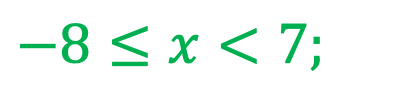 −8 ≤ x < 7;